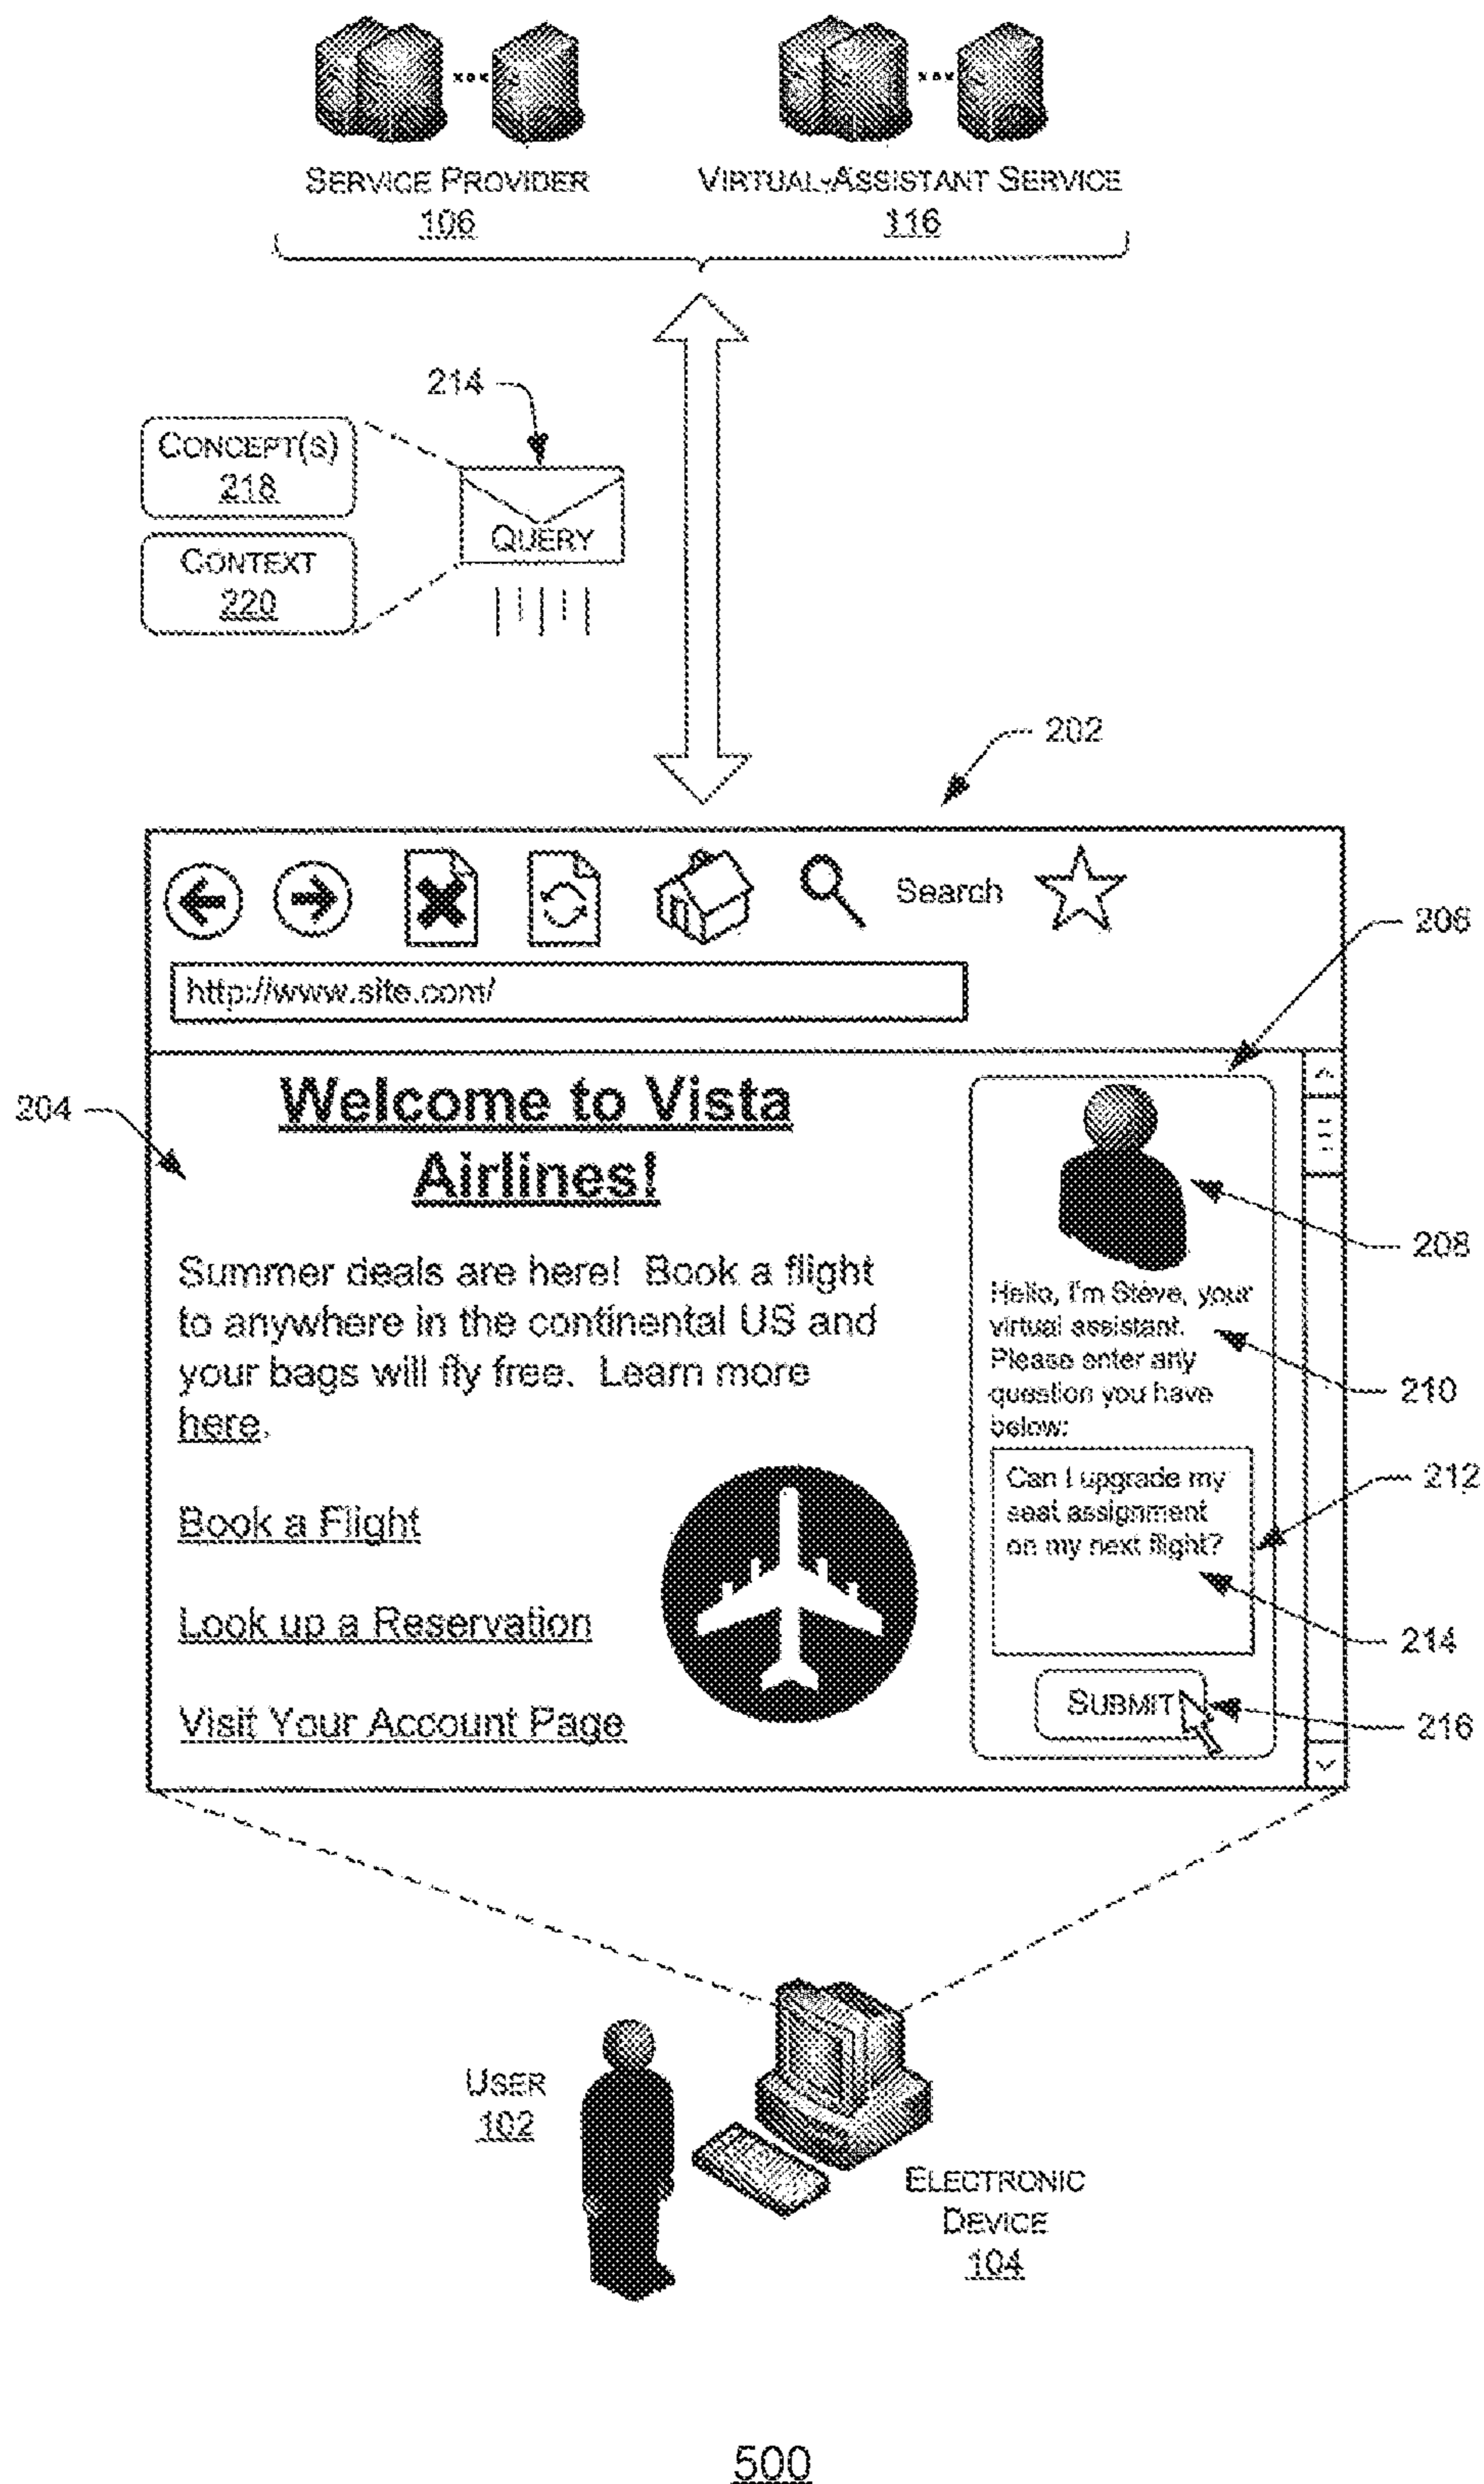 SERVICE PROVIDER
106
VIRTUAL-ASSISTANT SERVICE
116
214
CONCEPT(S)
218
CONTEXT
220
QUERY
202
Search
http://www.site.com/
206
204
Welcome to Vista
Airlines!
Summer deals are here! Book a flight
to anywhere in the continental US and
your bags will fly free. Learn more
here.
Book a Flight
Look up a Reservation
Visit Your Account Page
208
Hello, I'm Steve, your
virtual assistant.
Please enter any
question you have
below:
210
Can I upgrade my
seat assignment
on my next flight?
212
214
SUBMIT
216
USER
102
ELECTRONIC
DEVICE
104
500